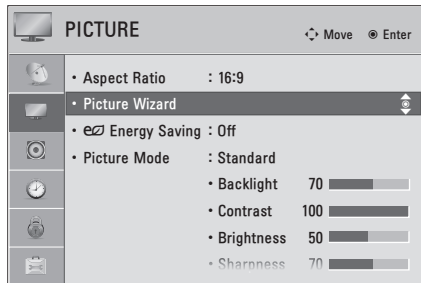 PICTURE Move Enter
• Aspect Ratio : 16:9
• Picture Wizard
• Energy Saving : Off
• Picture Mode : Standard
• Backlight 70
• Contrast 100
• Brightness 50
• Sharpness 70